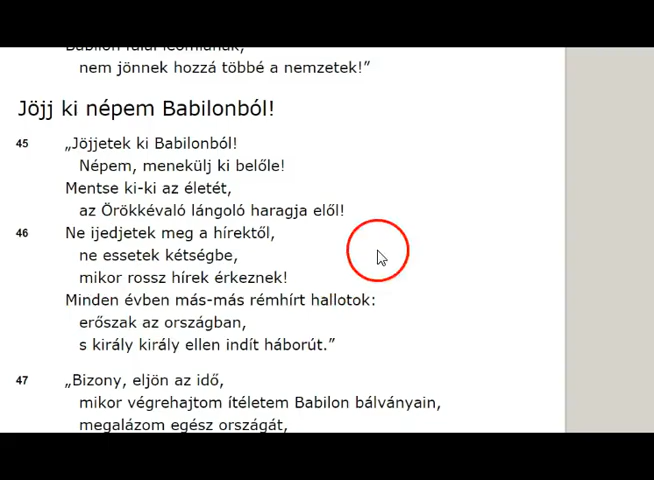 Babilon falai leomlanak,
nem jönnek hozzá többé a nemzetek!”
Jöjj ki népem Babilonból!
45 „Jöjjetek ki Babilonból!
Népem, menekülj ki belőle!
Mentse ki-ki az életét,
az Örökkévaló lángoló haragja elől!
46 Ne ijedjetek meg a hírektől,
ne essetek kétségbe,
mikor rossz hírek érkeznek!
Minden évben más-más rémhírt hallotok:
erőszak az országban,
s király király ellen indít háborút.”
47 „Bizony, eljön az idő,
mikor végrehajtom ítéletem Babilon bálványain,
megalázom egész országát,